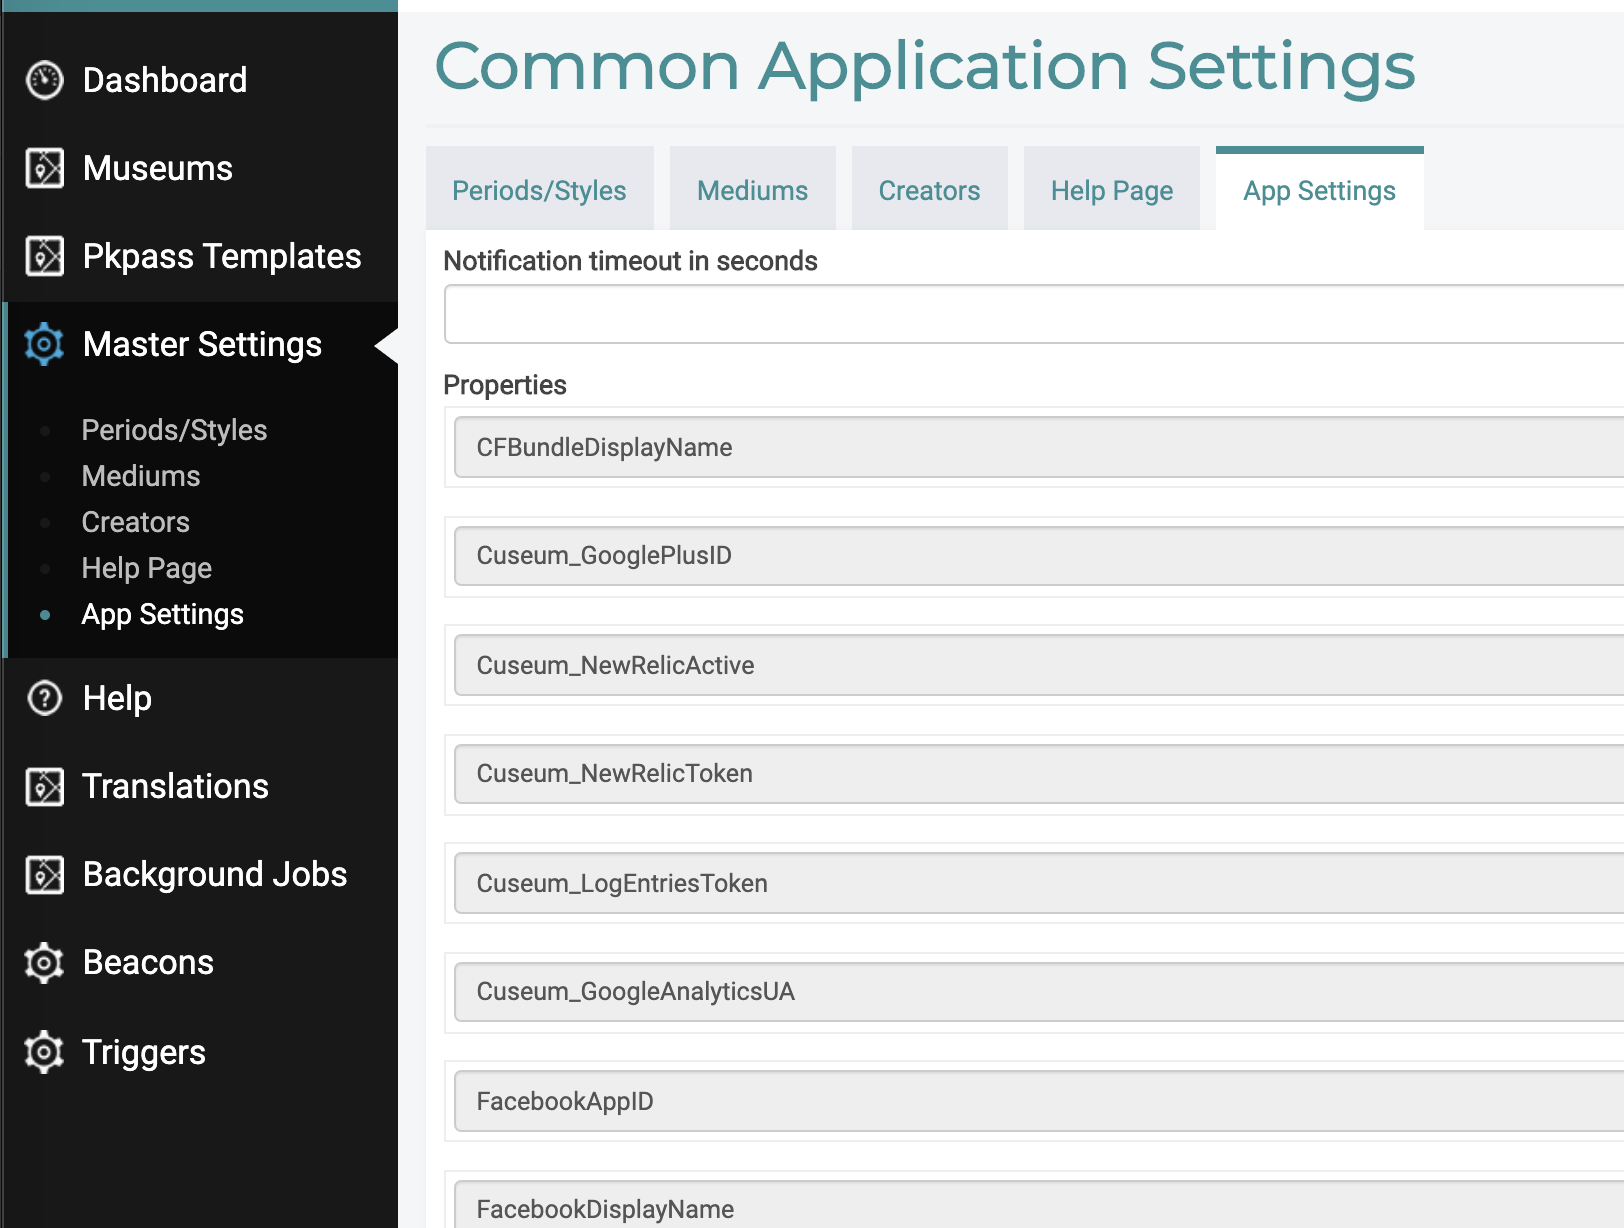 Dashboard
Museums
Pkpass Templates
Master Settings
Periods/Styles
Mediums
Creators
Help Page
App Settings
Help
Translations
Background Jobs
Beacons
Triggers
Common Application Settings
Periods/Styles
Mediums
Creators
Help Page
App Settings
Notification timeout in seconds
Properties
CFBundleDisplayName
Cuseum_GooglePlusID
Cuseum_NewRelicActive
Cuseum_NewRelicToken
Cuseum_LogEntriesToken
Cuseum_GoogleAnalyticsUA
FacebookAppID
FacebookDisplayName